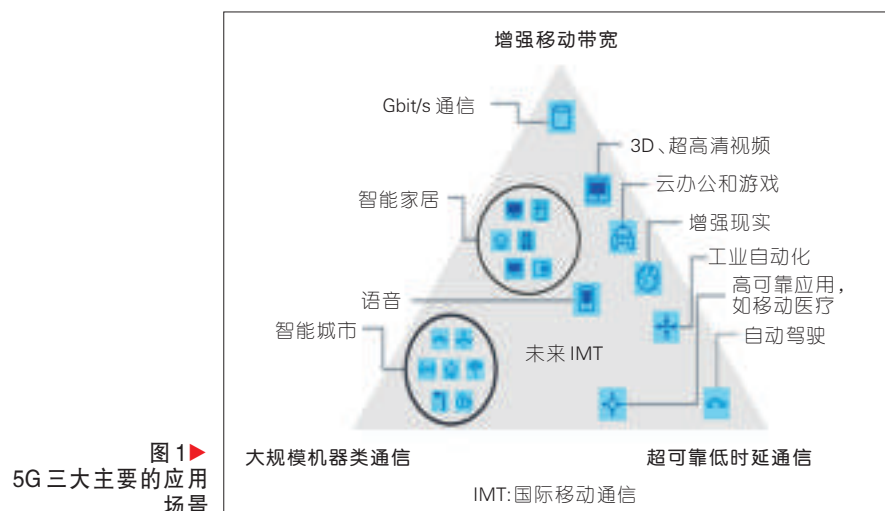 增强移动带宽
Gbit/s 通信
3D、超高清视频
云办公和游戏
智能家居
增强现实
工业自动化
高可靠应用，
如移动医疗
语音
智能城市
自动驾驶
未来 IMT
大规模机器类通信
超可靠低时延通信
IMT:国际移动通信
图 1▶
5G 三大主要的应用
场景